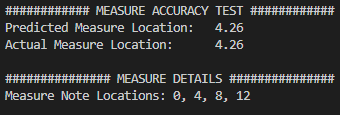 ############ MEASURE ACCURACY TEST ############
Predicted Measure Location:   4.26
Actual Measure Location:      4.26

############### MEASURE DETAILS ###############
Measure Note Locations: 0, 4, 8, 12